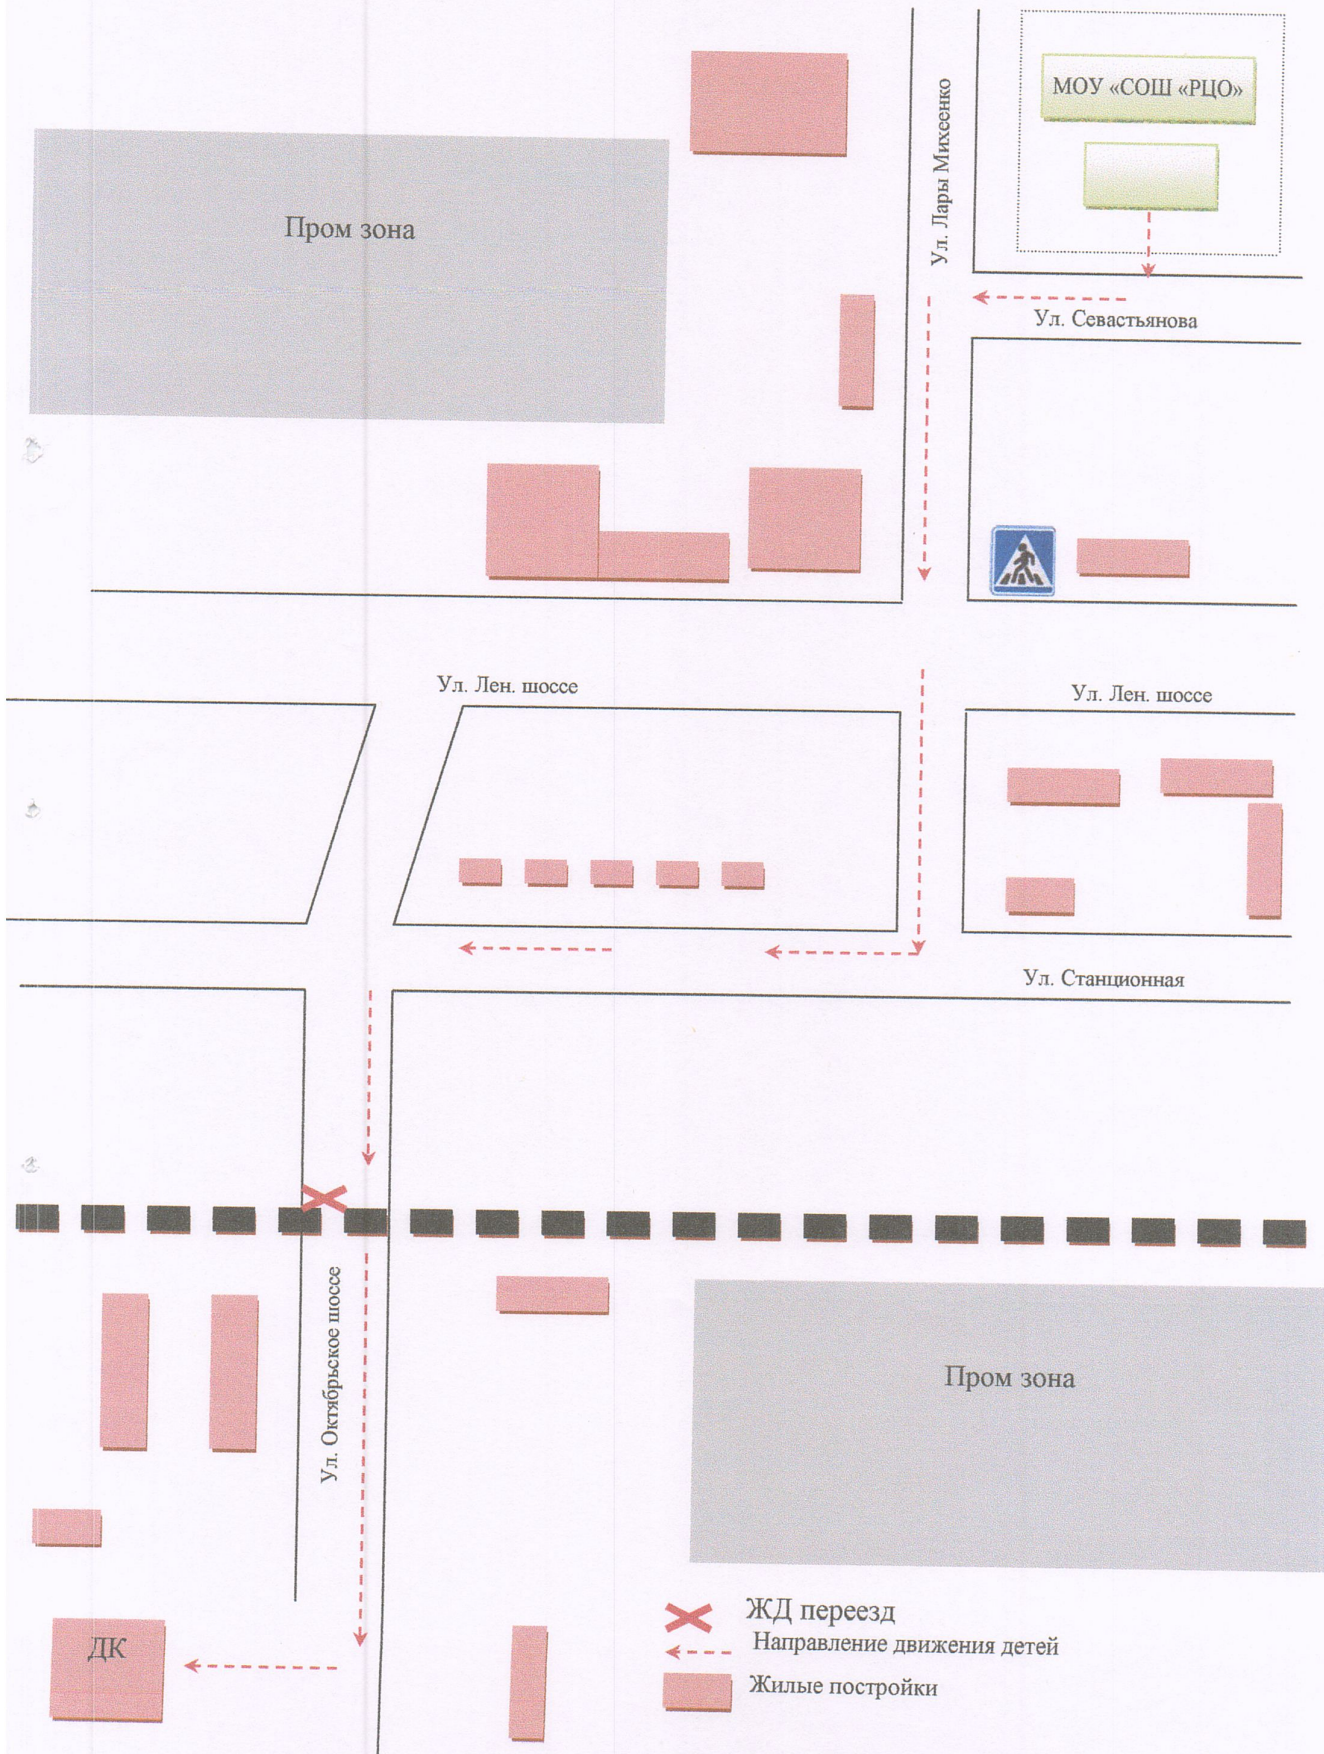 МОУ «СОШ «РЦО»
Ул. Лары Михеенко
Пром зона
Ул. Севастьянова
Ул. Лен. шоссе
Ул. Лен. шоссе
Ул. Станционная
Ул. Октябрьское шоссе
Пром зона
ЖД переезд
Направление движения детей
ДК
Жилые постройки